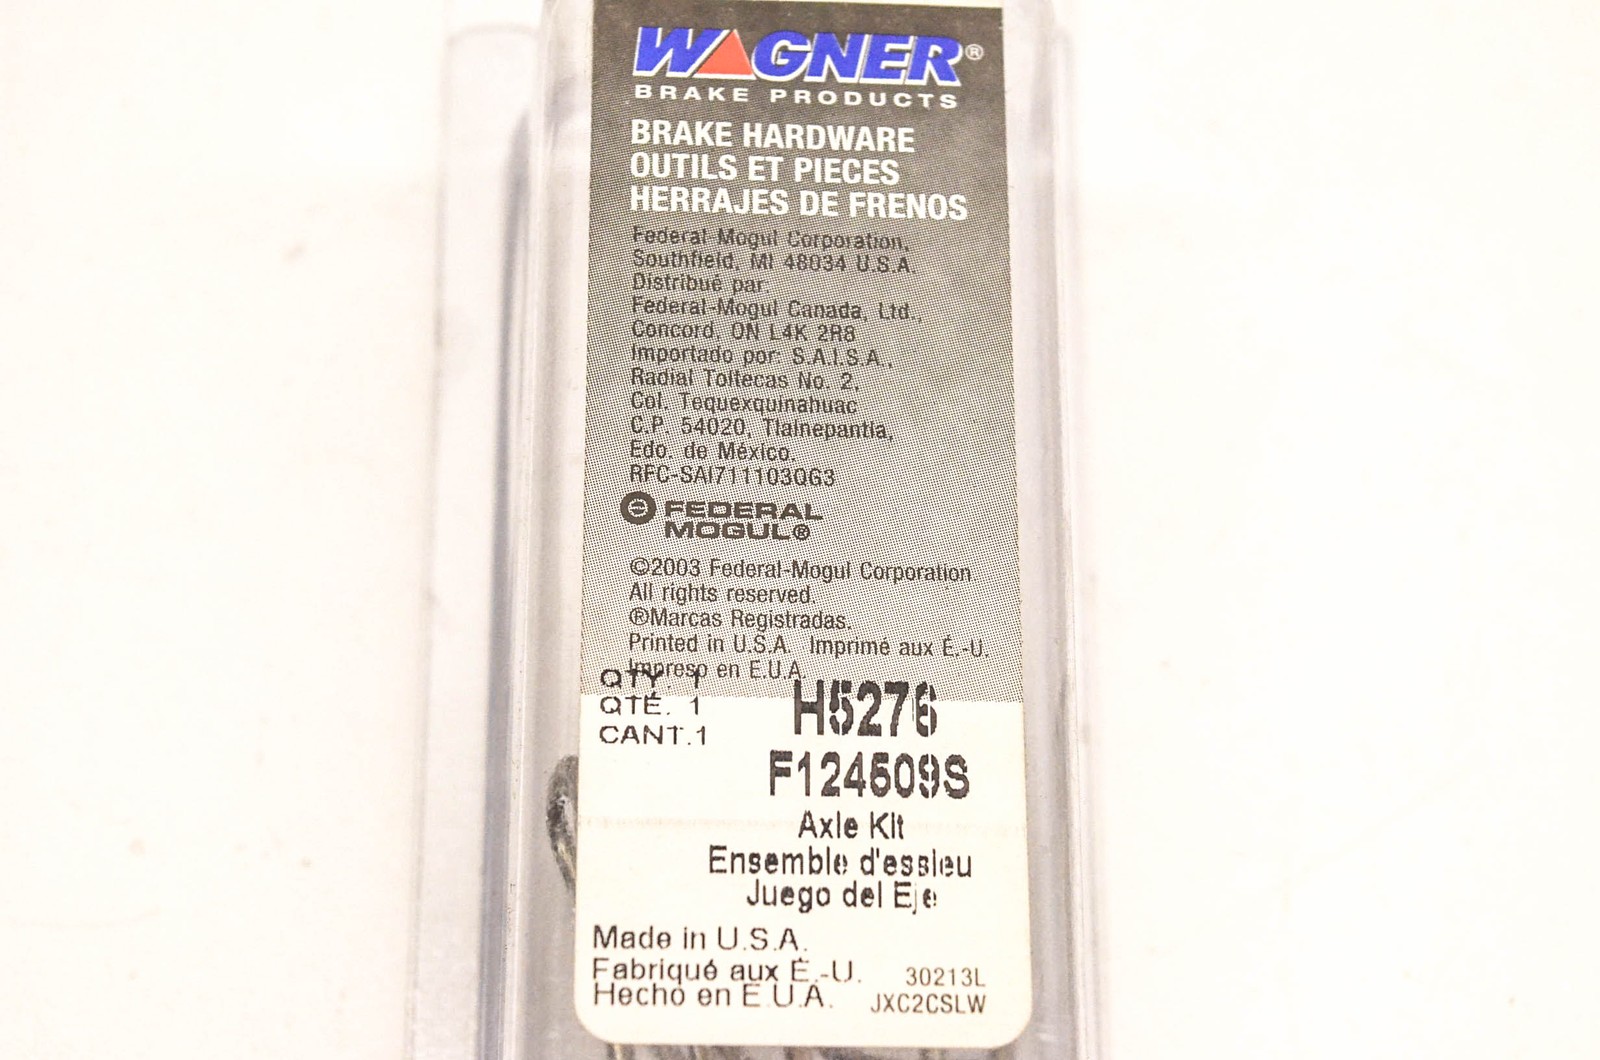 WAGNER®
BRAKE PRODUCTS
BRAKE HARDWARE
OUTILS ET PIECES
HERRAJES DE FRENOS
Federal Mogul Corporation,
Southfield, MI 48034 U.S.A.
Distribué par:
Federal-Mogul Canada, Ltd.,
Concord, ON L4K 2R8
Importado por: S.A.I.S.A.,
Radial Toltecas No. 2,
Col. Tequexquinahuac
C.P. 54020, Tlalnepantla,
Edo. de México.
RFC-SAI711103QG3
FEDERAL
MOGUL®
©2003 Federal-Mogul Corporation
All rights reserved.
®Marcas Registradas.
Printed in U.S.A. Imprimé aux É.-U.
Impreso en E.U.A.
QTY. 1
QTÉ. 1
CANT.1
H5276
F124509S
Axle Kit
Ensemble d'essieu
Juego del Eje
Made in U.S.A.
Fabriqué aux É.-U.
Hecho en E.U.A.
30213L
JXC2CSLW